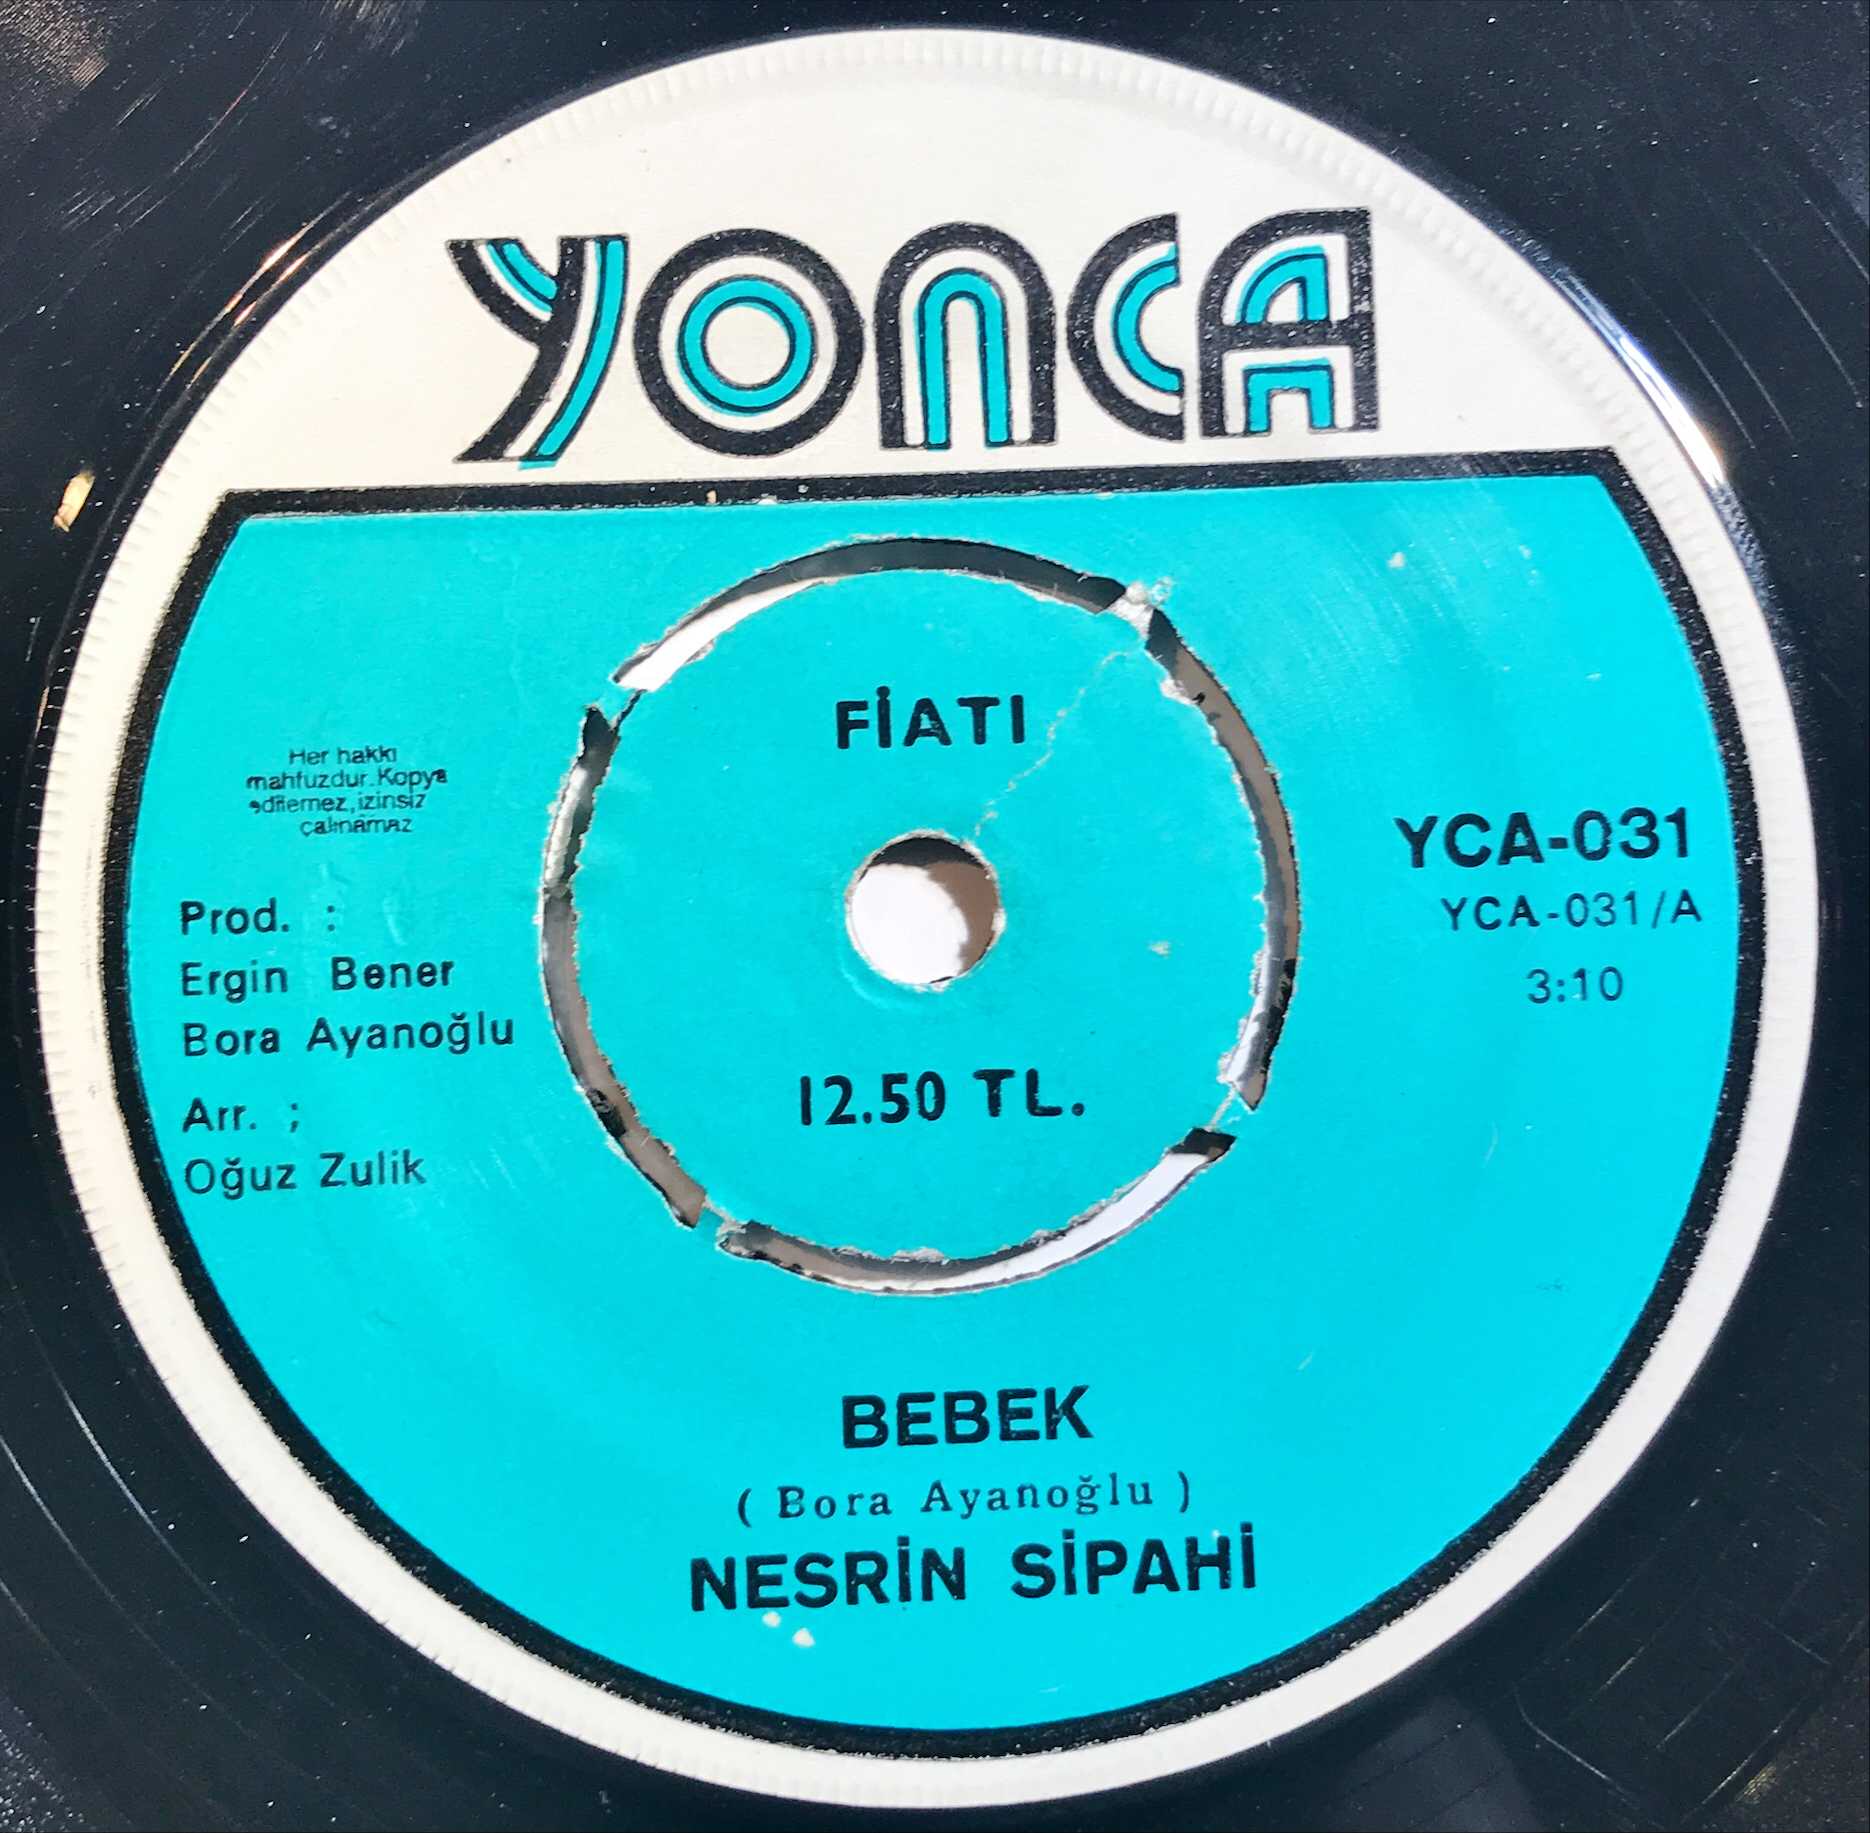 YONCA
FİATI
Her hakkı
mahfuzdur. Kopya
edilemez, izinsiz
çalınamaz
YCA-031
YCA-031/A
3:10
Prod. :
Ergin Bener
Bora Ayanoğlu
Arr. ;
Oğuz Zulik
12.50 TL.
BEBEK
( Bora Ayanoğlu )
NESRİN SİPAHİ